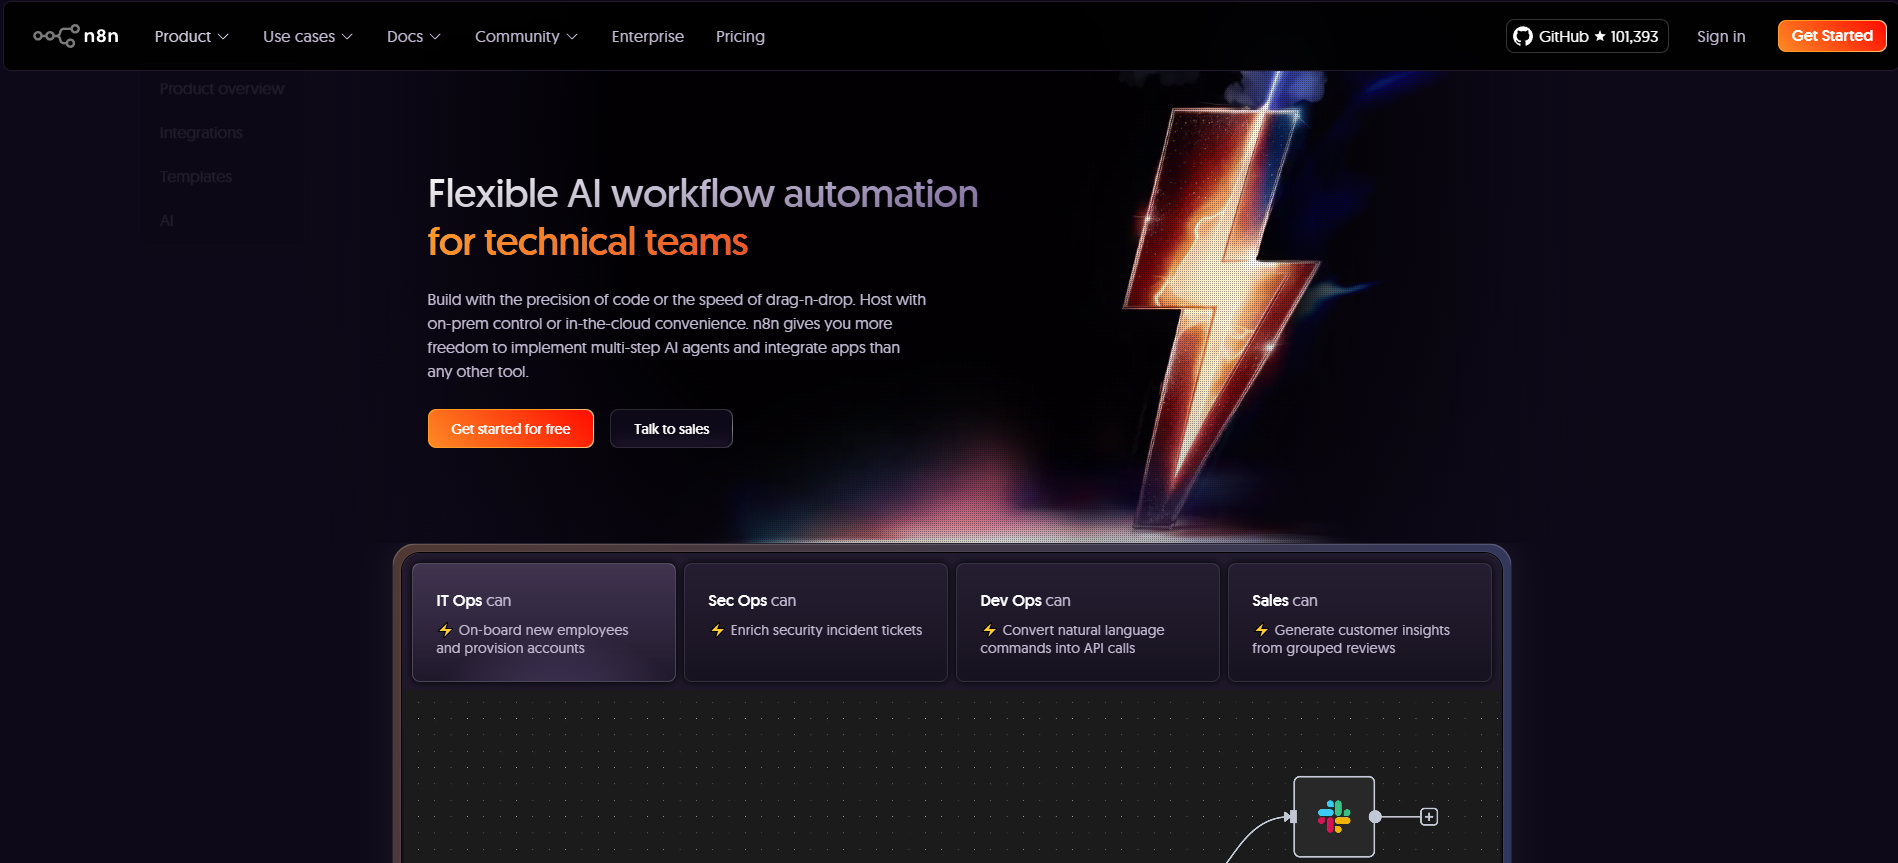 n8n
Product
Use cases
Docs
Community
Enterprise
Pricing
GitHub ★ 101,393
Sign in
Get Started
Product overview
Integrations
Templates
AI
Flexible AI workflow automation
for technical teams
Build with the precision of code or the speed of drag-n-drop. Host with
on-prem control or in-the-cloud convenience. n8n gives you more
freedom to implement multi-step AI agents and integrate apps than
any other tool.
Get started for free
Talk to sales
IT Ops can
⚡ On-board new employees
and provision accounts
Sec Ops can
⚡ Enrich security incident tickets
Dev Ops can
⚡ Convert natural language
commands into API calls
Sales can
⚡ Generate customer insights
from grouped reviews